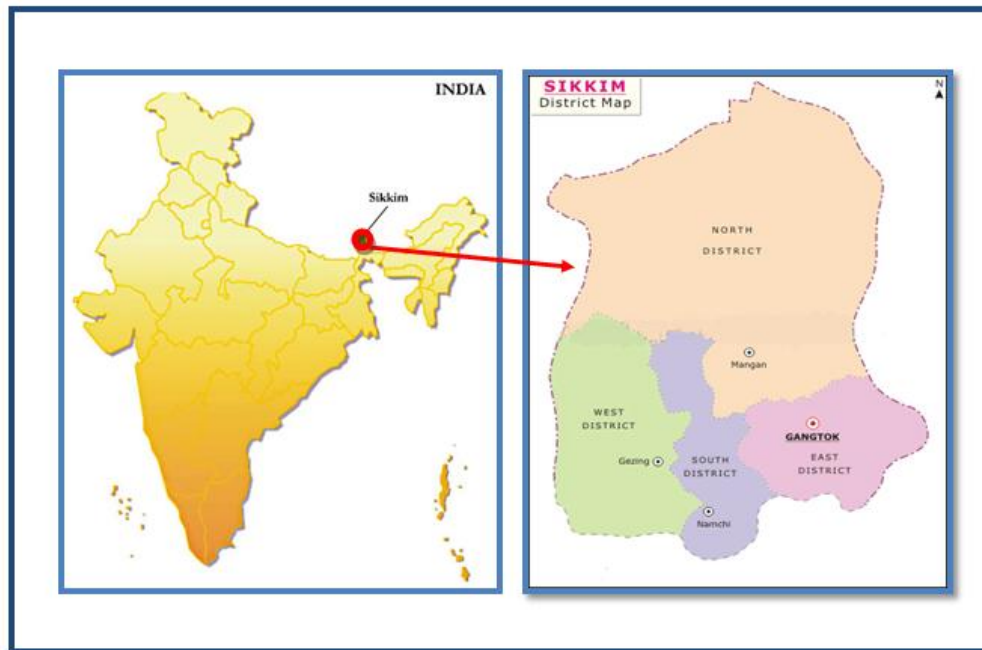 INDIA
Sikkim
SIKKIM
District Map
N
NORTH
DISTRICT
Mangan
WEST
DISTRICT
GANGTOK
Gezing
SOUTH
DISTRICT
EAST
DISTRICT
Namchi